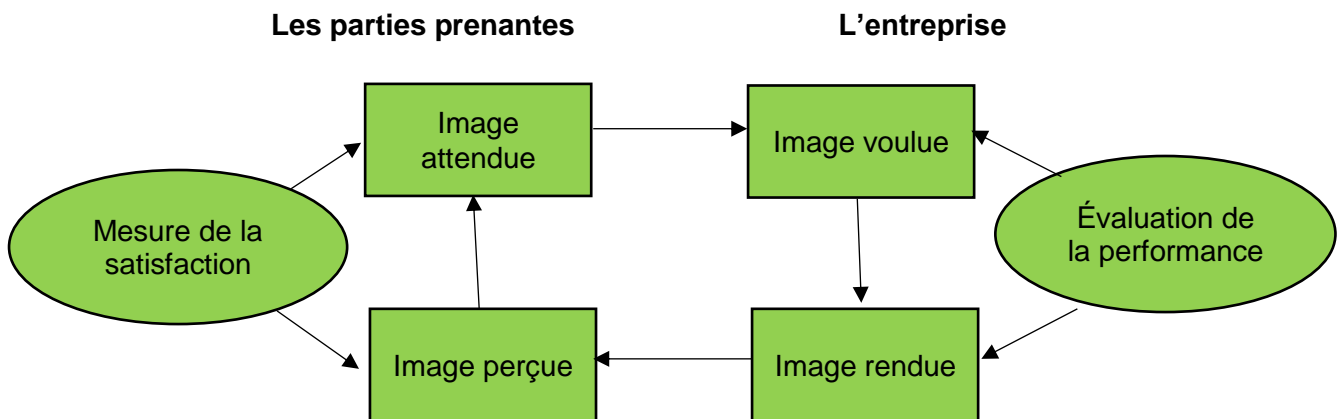 Les parties prenantes
L’entreprise
Image
attendue
Image voulue
Mesure de la
satisfaction
Évaluation de
la performance
Image perçue
Image rendue